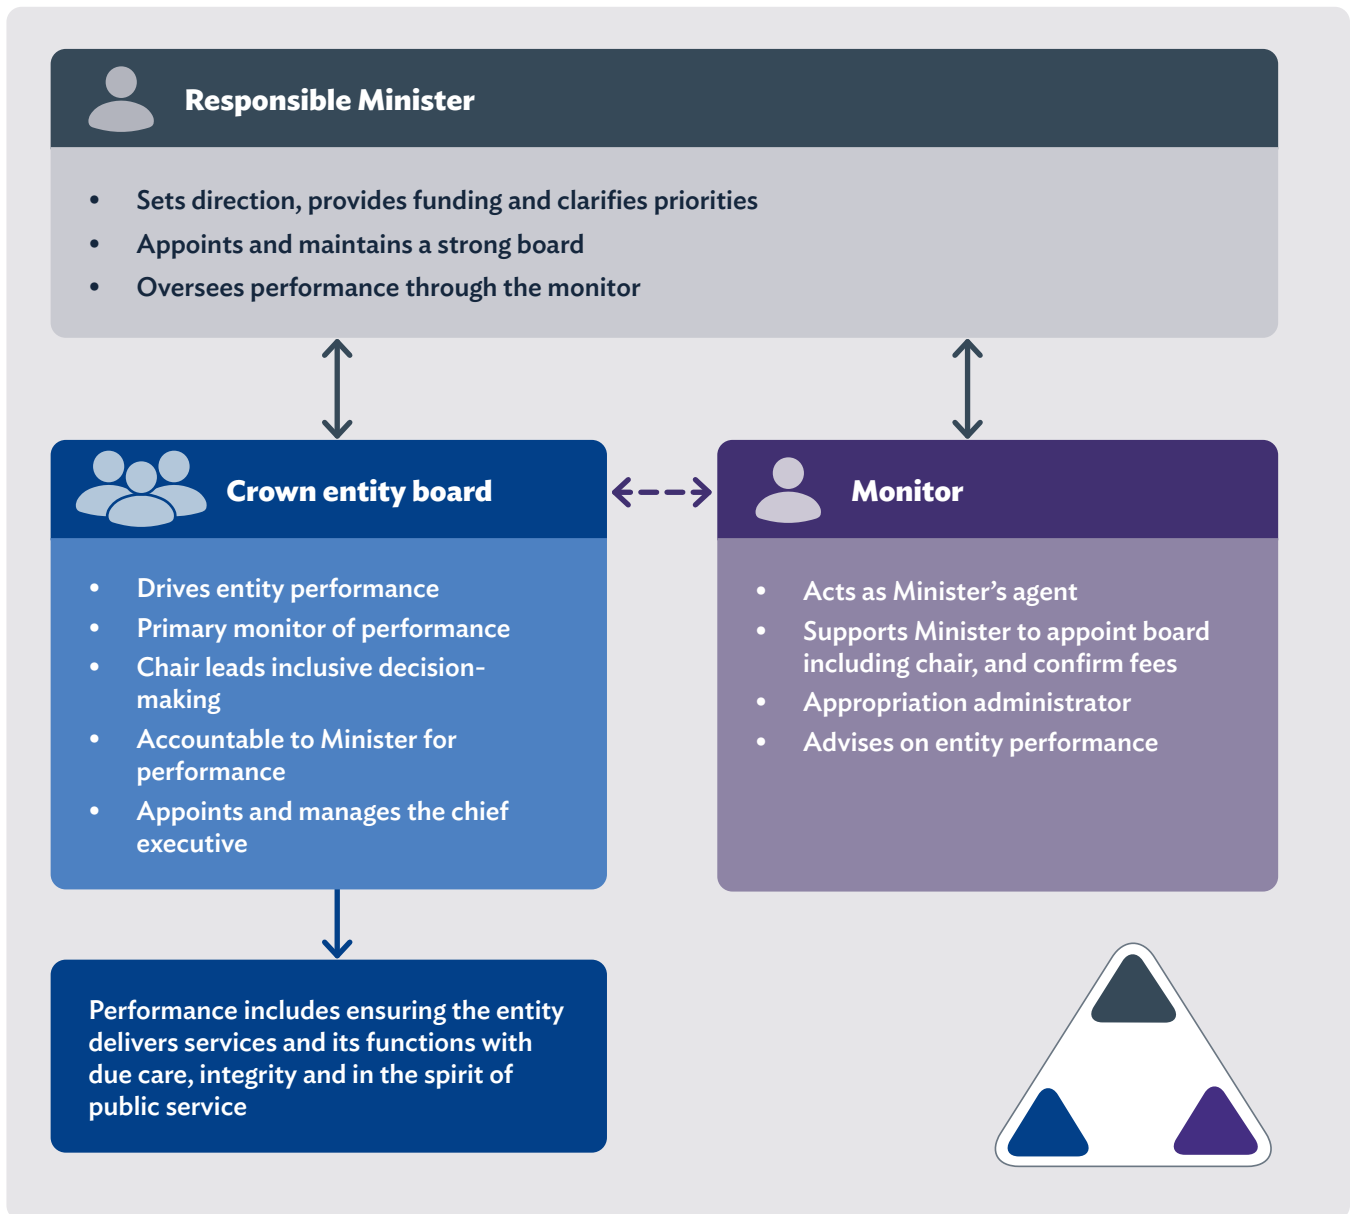 Responsible Minister
• Sets direction, provides funding and clarifies priorities
• Appoints and maintains a strong board
• Oversees performance through the monitor
Crown entity board
• Drives entity performance
• Primary monitor of performance
• Chair leads inclusive decision-
making
• Accountable to Minister for
performance
• Appoints and manages the chief
executive
Monitor
• Acts as Minister’s agent
• Supports Minister to appoint board
including chair, and confirm fees
• Appropriation administrator
• Advises on entity performance
Performance includes ensuring the entity
delivers services and its functions with
due care, integrity and in the spirit of
public service